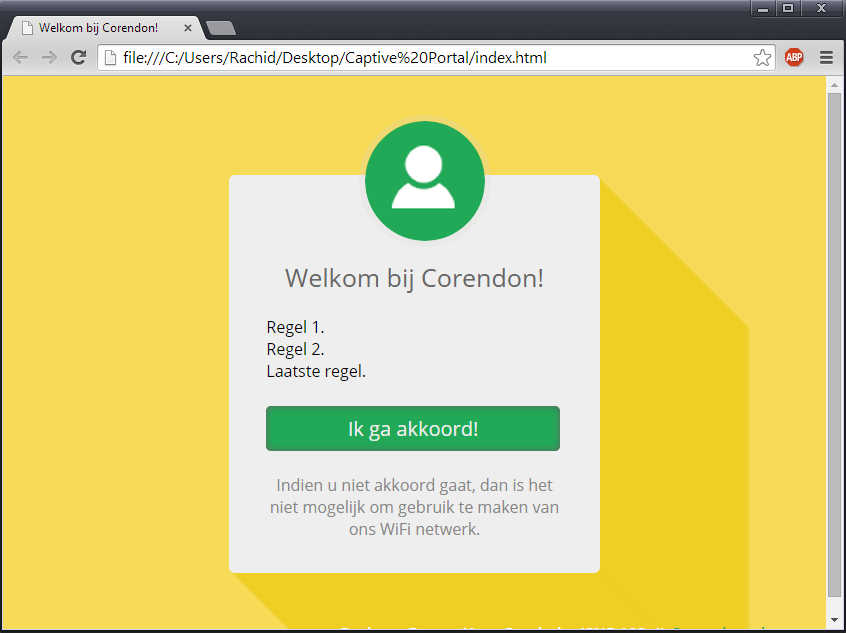 Welkom bij Corendon!
file:///C:/Users/Rachid/Desktop/Captive%20Portal/index.html
ABP
Welkom bij Corendon!
Regel 1.
Regel 2.
Laatste regel.
Ik ga akkoord!
Indien u niet akkoord gaat, dan is het
niet mogelijk om gebruik te maken van
ons WiFi netwerk.